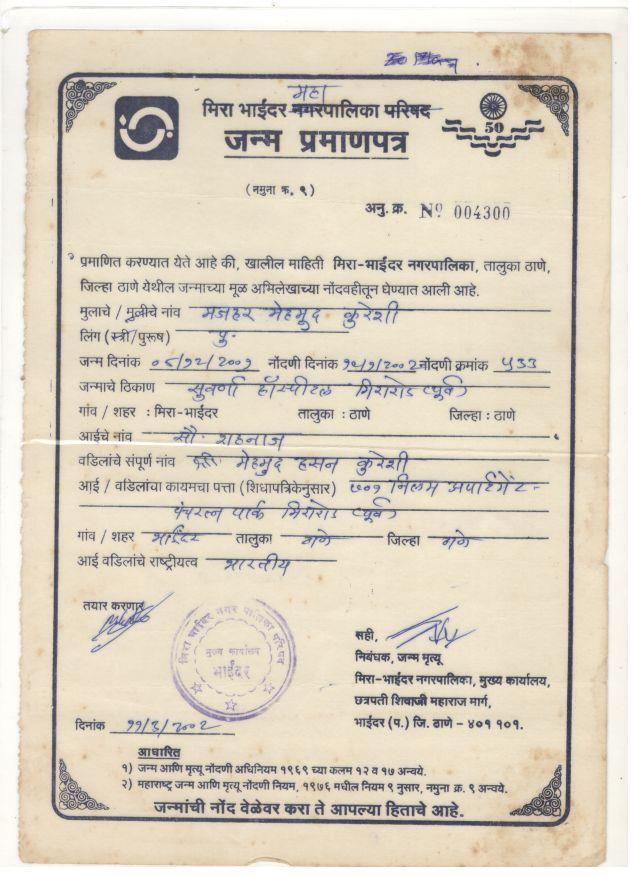 महा
मिरा भाईंदर नगरपालिका परिषद
जन्म प्रमाणपत्र
50
(नमुना क्र. ९)
अनु. क्र. Nº 004300
प्रमाणित करण्यात येते आहे की, खालील माहिती मिरा-भाईंदर नगरपालिका, तालुका ठाणे,
जिल्हा ठाणे येथील जन्माच्या मूळ अभिलेखाच्या नोंदवहीतून घेण्यात आली आहे.
मुलाचे / मुलीचे नांव मजहर मेहमुद कुरेशी
लिंग (स्त्री/पुरूष) पु.
जन्म दिनांक ०५/१२/२००१ नोंदणी दिनांक १५/१/२००२ नोंदणी क्रमांक ५३३
जन्माचे ठिकाण सुवर्णा हॉस्पीटल मिरारोड (पूर्व)
गांव / शहर : मिरा-भाईंदर तालुका : ठाणे जिल्हा : ठाणे
आईचे नांव सौ. शहनाज
वडिलांचे संपूर्ण नांव श्री. मेहमुद हसन कुरेशी
आई / वडिलांचा कायमचा पत्ता (शिधापत्रिकेनुसार) ७०१ निलम अपार्टमेंट-
पंचरत्न पार्क मिरारोड (पूर्व)
गांव / शहर भाईंदर तालुका ठाणे जिल्हा ठाणे
आई वडिलांचे राष्ट्रीयत्व भारतीय
तयार करणार
मिरा भाईंदर नगर पालिका परिषद
मुख्य कार्यालय
भाईंदर
सही,
निबंधक, जन्म मृत्यू
मिरा-भाईंदर नगरपालिका, मुख्य कार्यालय,
छत्रपती शिवाजी महाराज मार्ग,
भाईंदर (प.) जि. ठाणे - ४०१ १०१.
दिनांक ११/३/२००२
आधारित
१) जन्म आणि मृत्यू नोंदणी अधिनियम १९६९ च्या कलम १२ व १७ अन्वये.
२) महाराष्ट्र जन्म आणि मृत्यू नोंदणी नियम, १९७६ मधील नियम ९ नुसार, नमुना क्र. ९ अन्वये.
जन्मांची नोंद वेळेवर करा ते आपल्या हिताचे आहे.